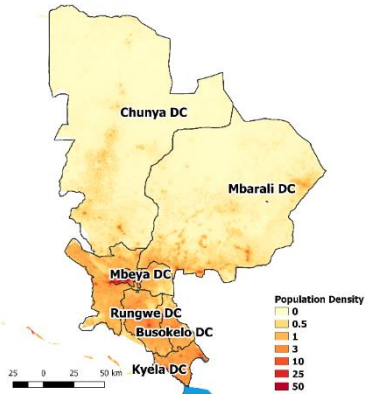 Chunya DC
Mbarali DC
Mbeya DC
Rungwe DC
Busokelo DC
Kyela DC
Population Density
0
0.5
1
3
10
25
50
25 0 25 50 km